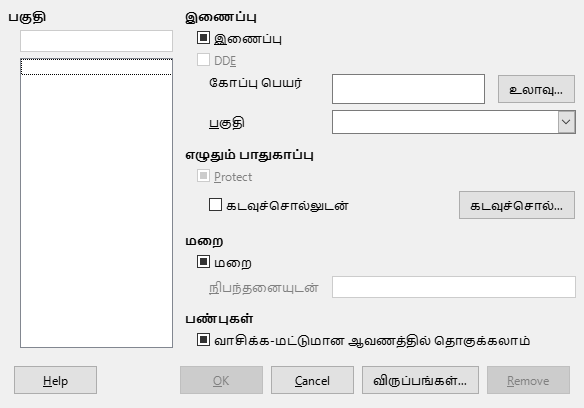 பகுதி
இணைப்பு
இணைப்பு
DDE
கோப்பு பெயர்
உலாவு...
பகுதி
எழுதும் பாதுகாப்பு
Protect
கடவுச்சொல்லுடன்
கடவுச்சொல்...
மறை
மறை
நிபந்தனையுடன்
பண்புகள்
வாசிக்க-மட்டுமான ஆவணத்தில் தொகுக்கலாம்
Help
OK
Cancel
விருப்பங்கள்...
Remove